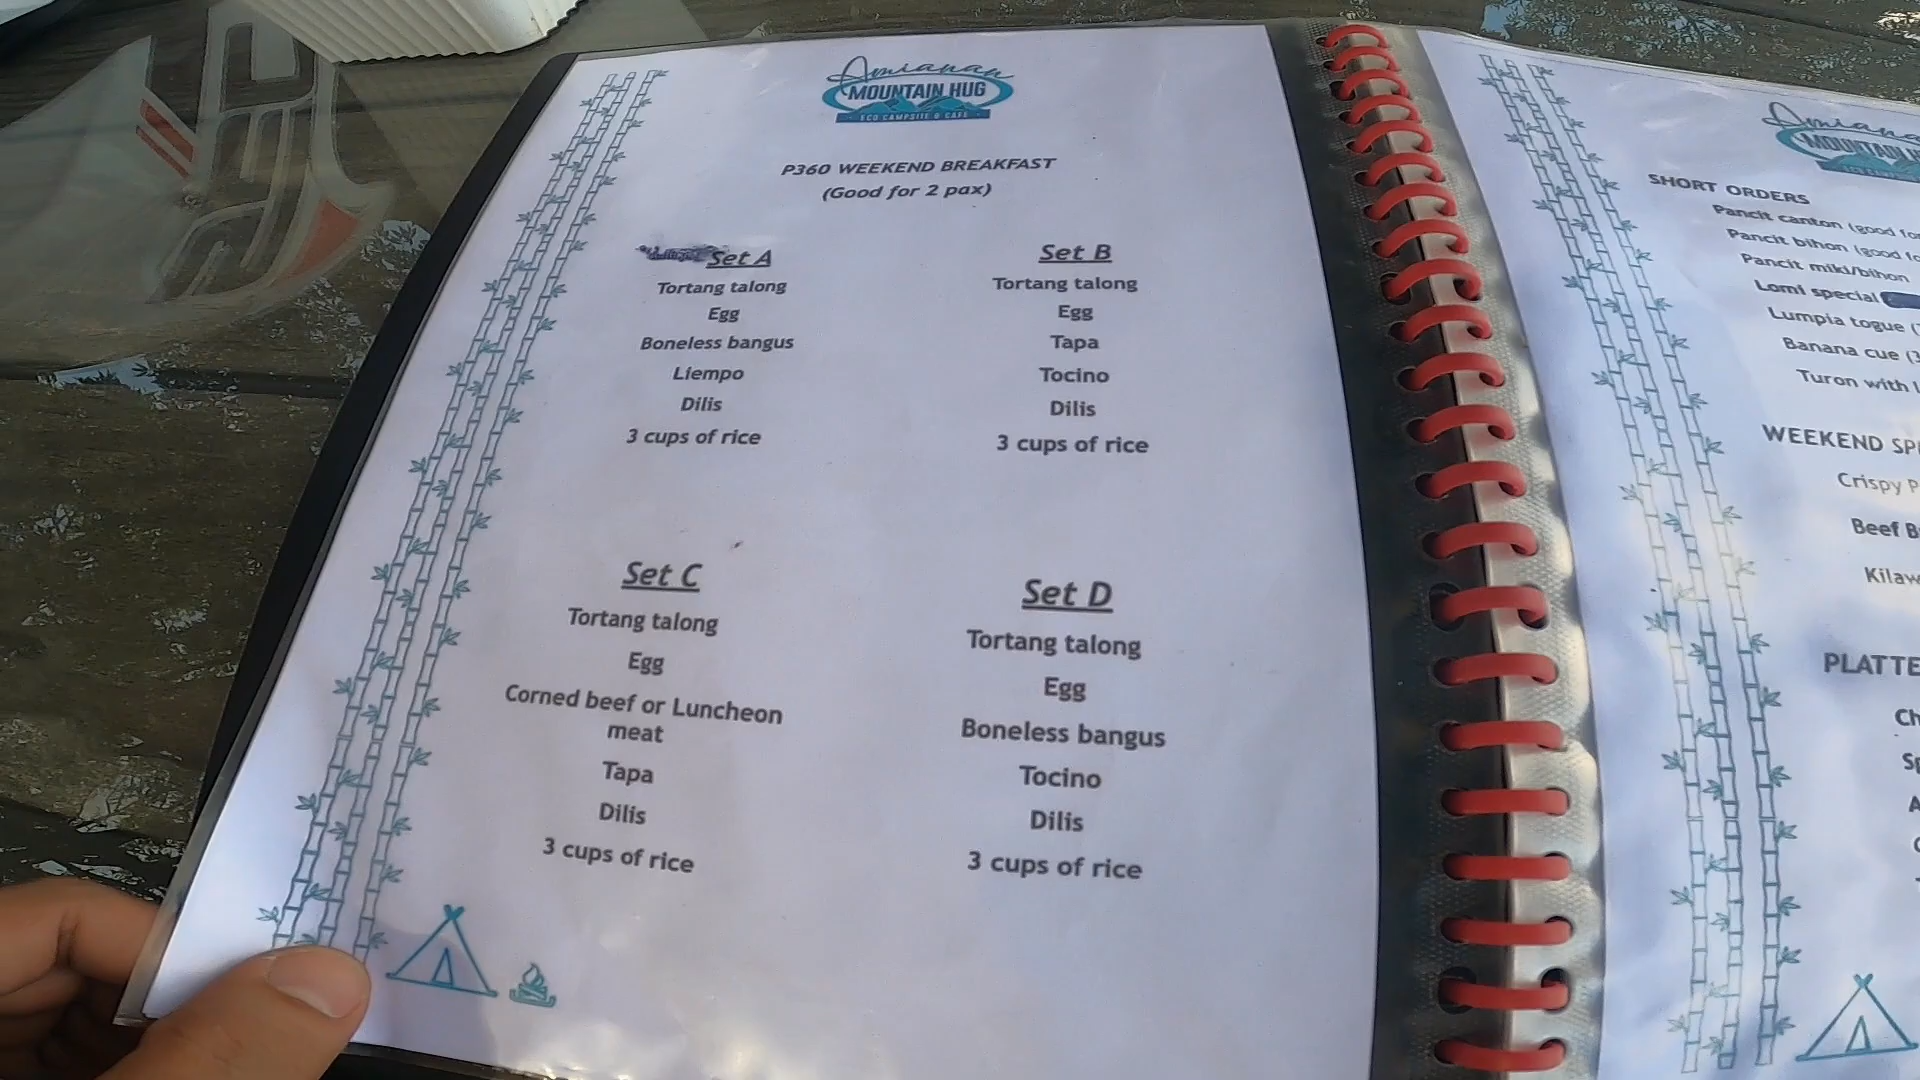 Amianan
MOUNTAIN HUG
ECO CAMPSITE & CAFE
P360 WEEKEND BREAKFAST
(Good for 2 pax)
Set A
Tortang talong
Egg
Boneless bangus
Liempo
Dilis
3 cups of rice
Set B
Tortang talong
Egg
Tapa
Tocino
Dilis
3 cups of rice
Set C
Tortang talong
Egg
Corned beef or Luncheon
meat
Tapa
Dilis
3 cups of rice
Set D
Tortang talong
Egg
Boneless bangus
Tocino
Dilis
3 cups of rice
SHORT ORDERS
Pancit canton (good
Pancit bihon (good
Pancit miki/bihon
Lomi special
Lumpia togue
Banana cue
Turon with
WEEKEND
Crispy
Beef